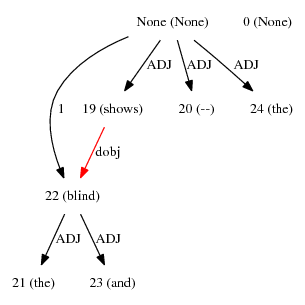 None (None) 0 (None)
ADJ ADJ ADJ
1 19 (shows) 20 (--) 24 (the)
dobj
22 (blind)
ADJ ADJ
21 (the) 23 (and)